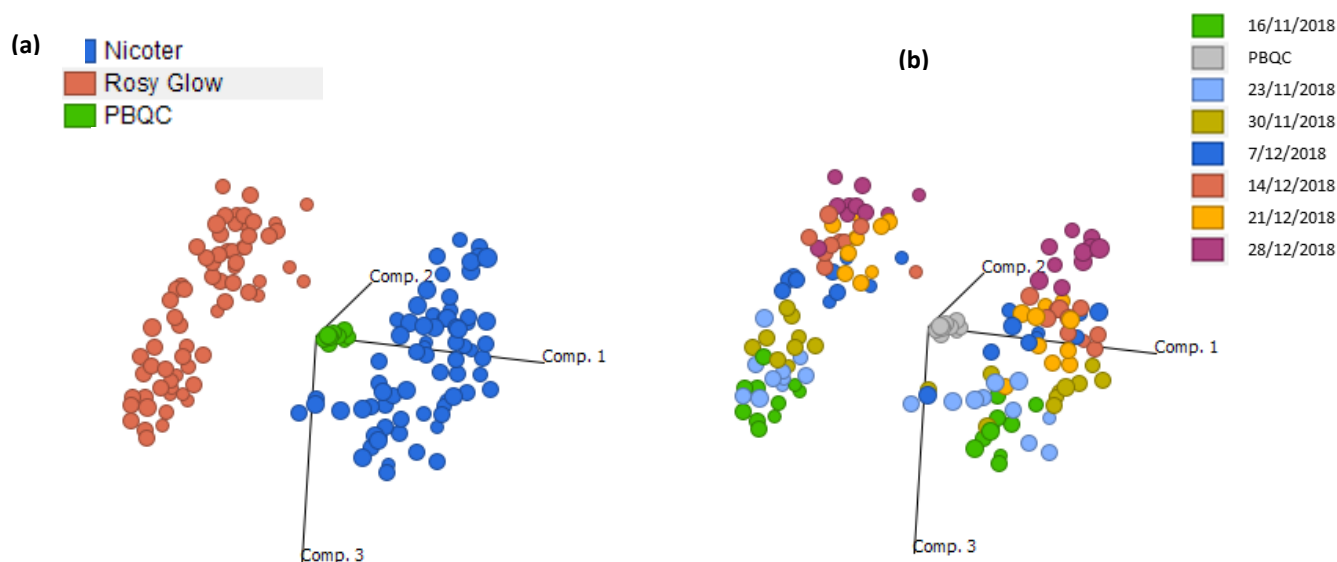 (a)
Nicoter
Rosy Glow
PBQC
Comp. 2
Comp. 1
Comp. 3
(b)
16/11/2018
PBQC
23/11/2018
30/11/2018
7/12/2018
14/12/2018
21/12/2018
28/12/2018
Comp. 2
Comp. 1
Comp. 3